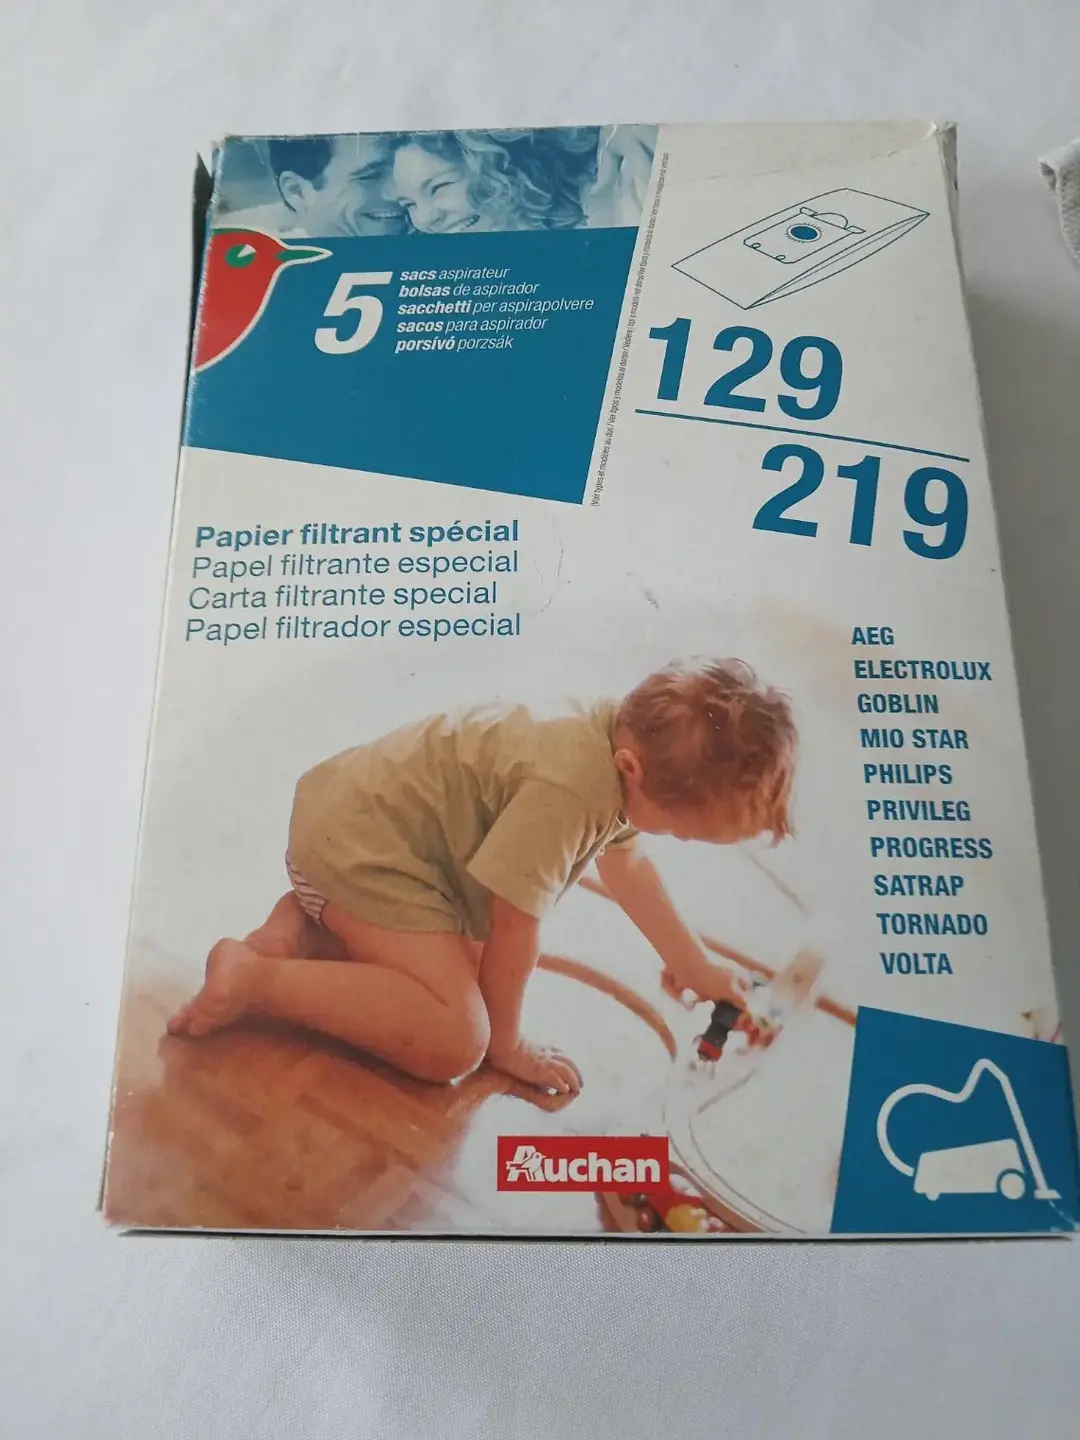 5
sacs aspirateur
bolsas de aspirador
sacchetti per aspirapolvere
sacos para aspirador
porsívó porzsák
129
219
Papier filtrant spécial
Papel filtrante especial
Carta filtrante special
Papel filtrador especial
AEG
ELECTROLUX
GOBLIN
MIO STAR
PHILIPS
PRIVILEG
PROGRESS
SATRAP
TORNADO
VOLTA
Auchan